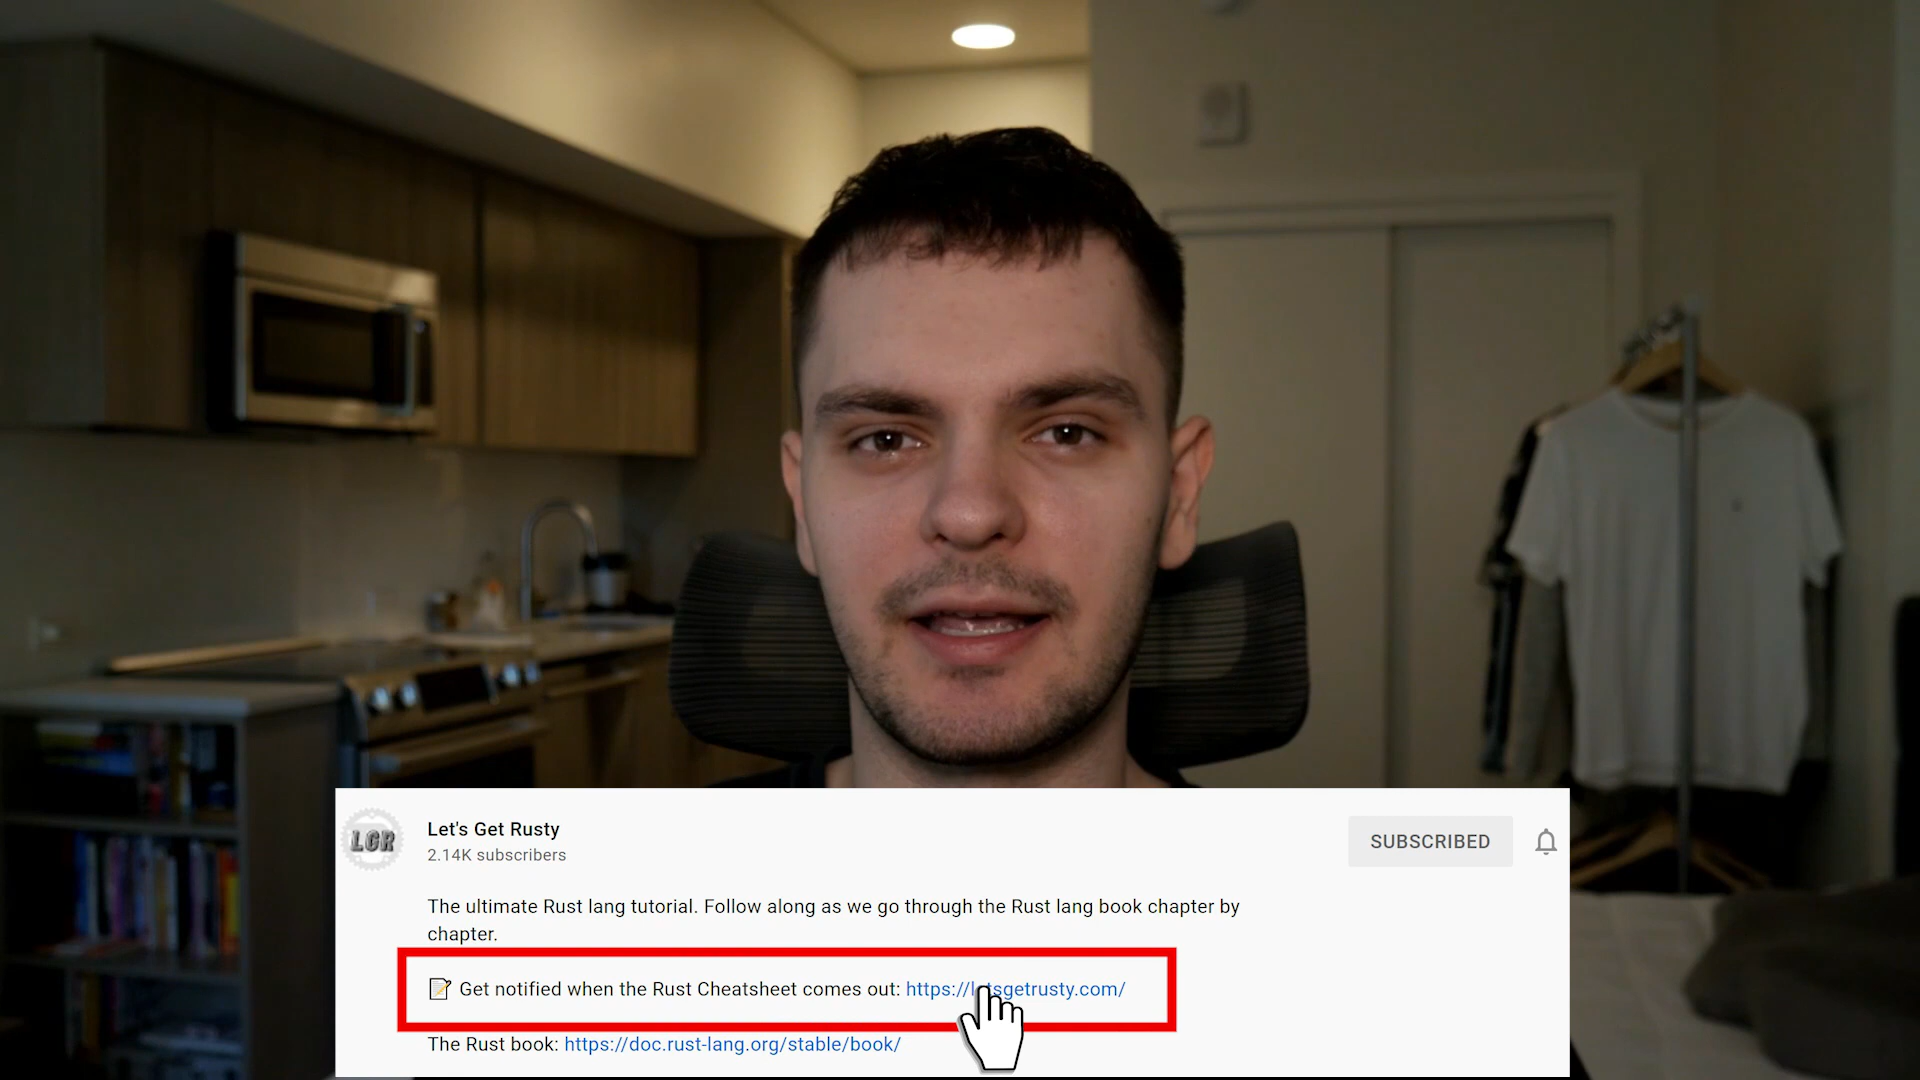 LGR
Let's Get Rusty
2.14K subscribers
SUBSCRIBED
The ultimate Rust lang tutorial. Follow along as we go through the Rust lang book chapter by
chapter.
📝 Get notified when the Rust Cheatsheet comes out: https://letsgetrusty.com/
The Rust book: https://doc.rust-lang.org/stable/book/